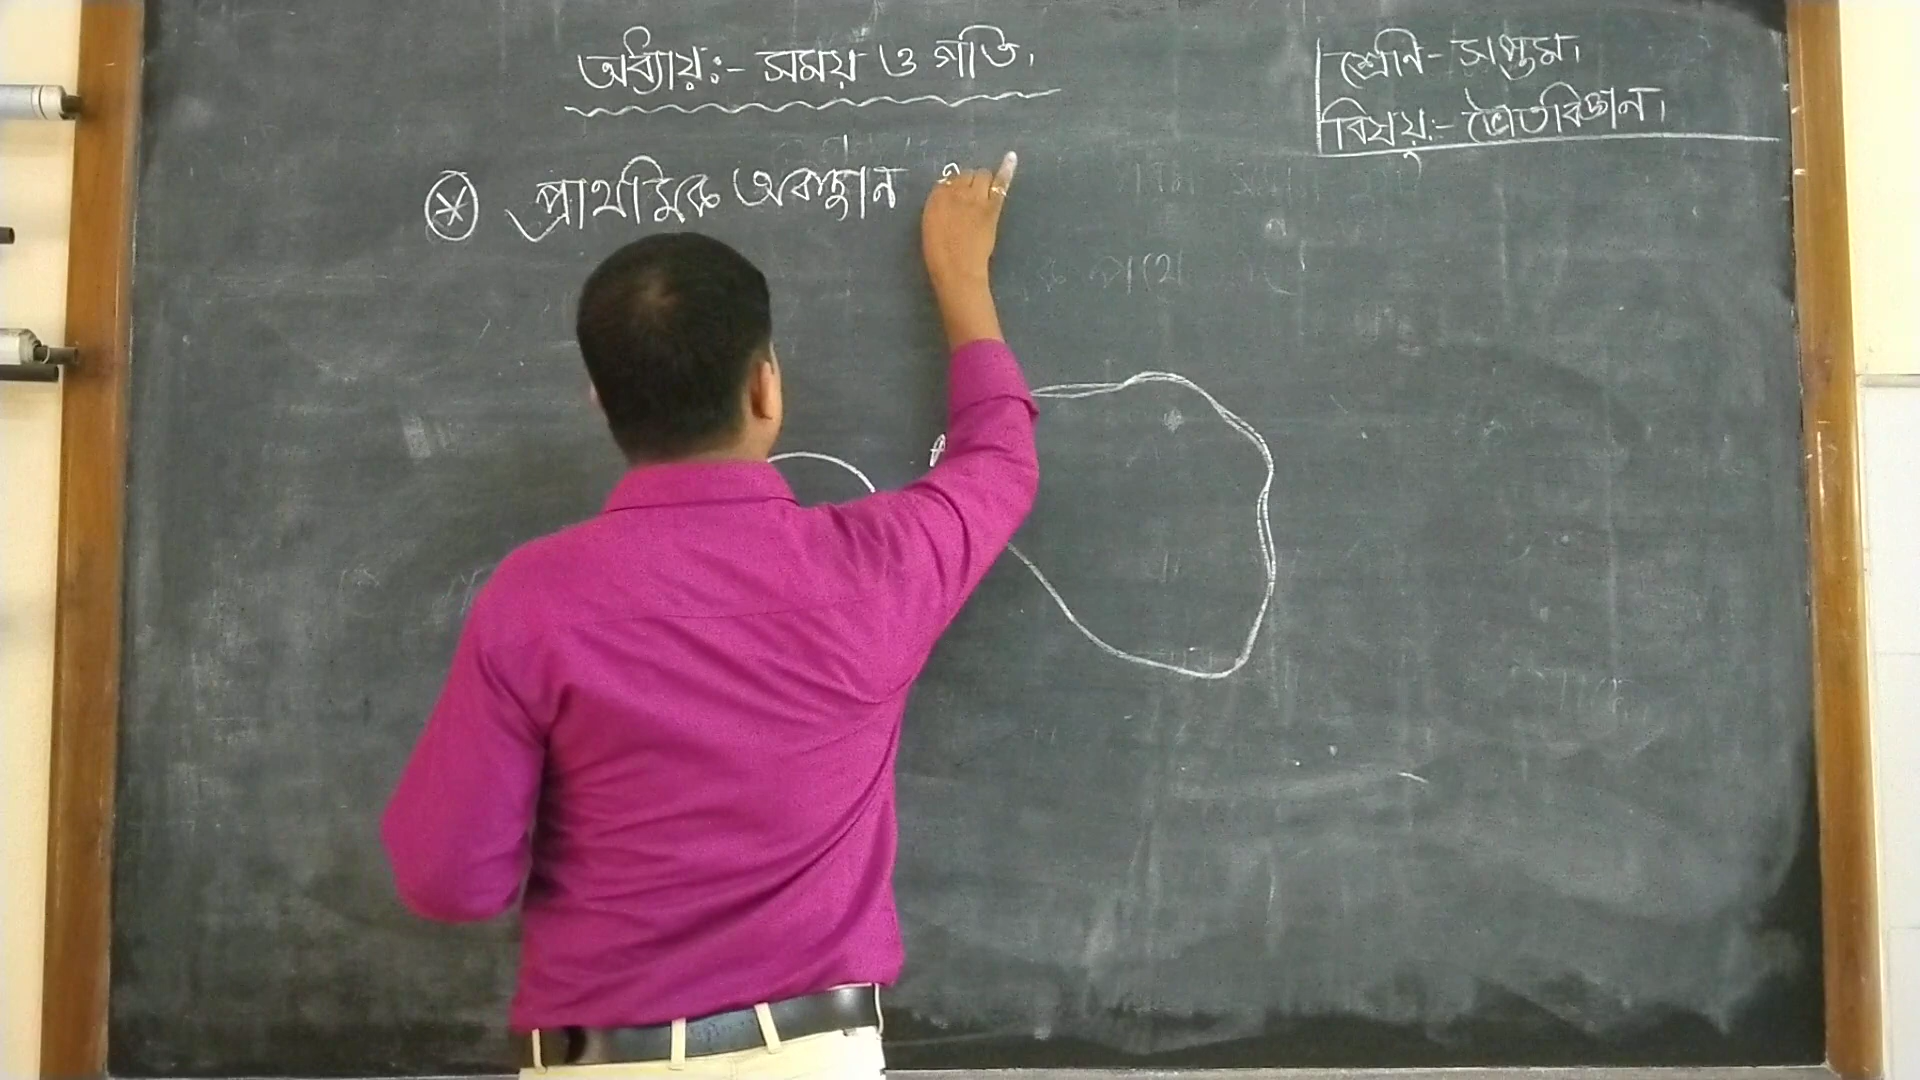 অধ্যায়ঃ- সময় ও গতি।
শ্রেণি- সপ্তম।
বিষয়ঃ- ভৌতবিজ্ঞান।
প্রাথমিক অবস্থান